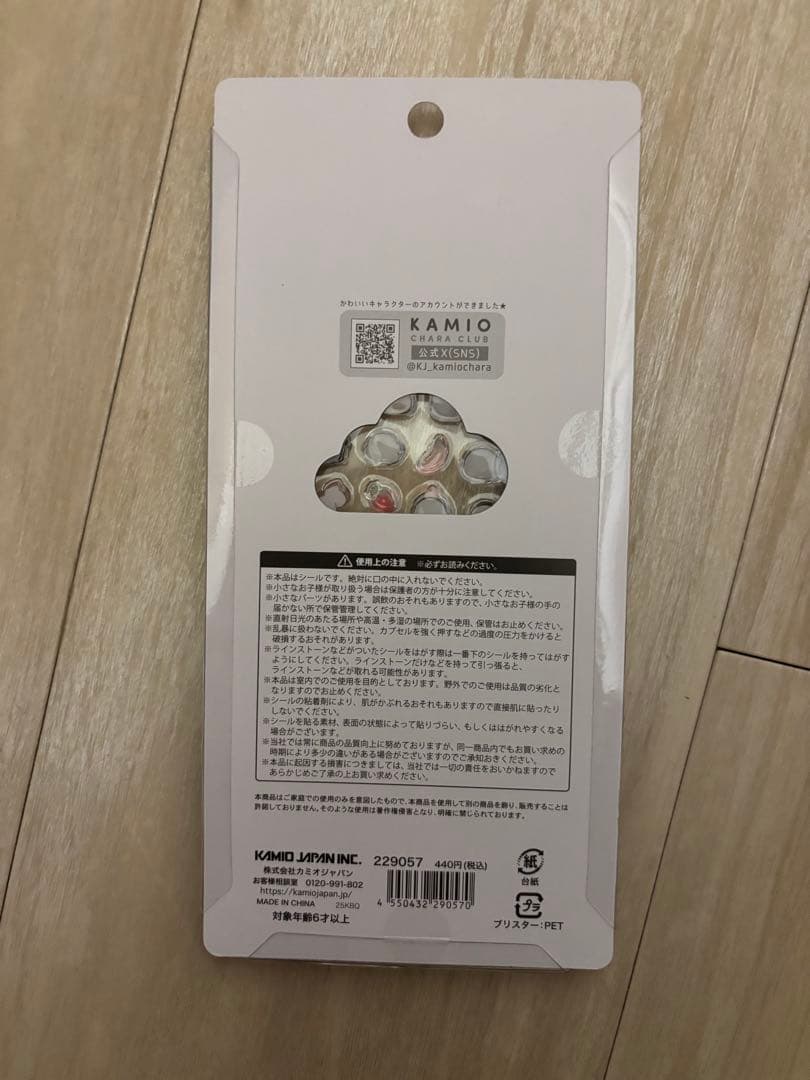 かわいいキャラクターのアカウントができました★
KAMIO
CHARA CLUB
公式X(SNS)
@KJ_kamiochara
使用上の注意 ※必ずお読みください。
※本品はシールです。絶対に口の中に入れないでください。
※小さなお子様が取り扱う場合は保護者の方が十分に注意してください。
※小さなパーツがあります。誤飲のおそれもありますので、小さなお子様の手の
届かない所で保管管理してください。
※直射日光のあたる場所や高温・多湿の場所でのご使用、保管はお止めください。
※乱暴に扱わないでください。カプセルを強く押すなどの過度の圧力をかけると
破損するおそれがあります。
※ラインストーンなどがついたシールをはがす際は一番下のシールを持ってはがす
ようにしてください。ラインストーンだけなどを持って引っ張ると、
ラインストーンなどが取れる可能性があります。
※本品は室内でのご使用を目的としております。野外でのご使用は品質の劣化と
なりますのでお止めください。
※シールの粘着剤により、肌がかぶれるおそれもありますので直接肌に貼ったり
しないでください。
※シールを貼る素材、表面の状態によって貼りづらい、もしくははがれやすくなる
場合がございます。
※当社では常に商品の品質向上に努めておりますが、同一商品内でもお買い求めの
時期により多少の違いがある場合がございますのでご承知おきください。
※本品に起因する損害につきましては、当社では一切の責任をおいかねますので
あらかじめご了承の上お買い求めください。
本商品はご家庭での使用のみを意図したもので、本商品を使用して別の商品を飾り、販売することは
許諾しておりません。そのような使用は著作権侵害となり、明確に禁じられております。
KAMIO JAPAN INC. 229057 440円(税込)
株式会社カミオジャパン
お客様相談室 0120-991-802
https://kamiojapan.jp/
MADE IN CHINA 25KBQ
対象年齢6才以上
4 550432 290570
紙
台紙
プラ
ブリスター:PET